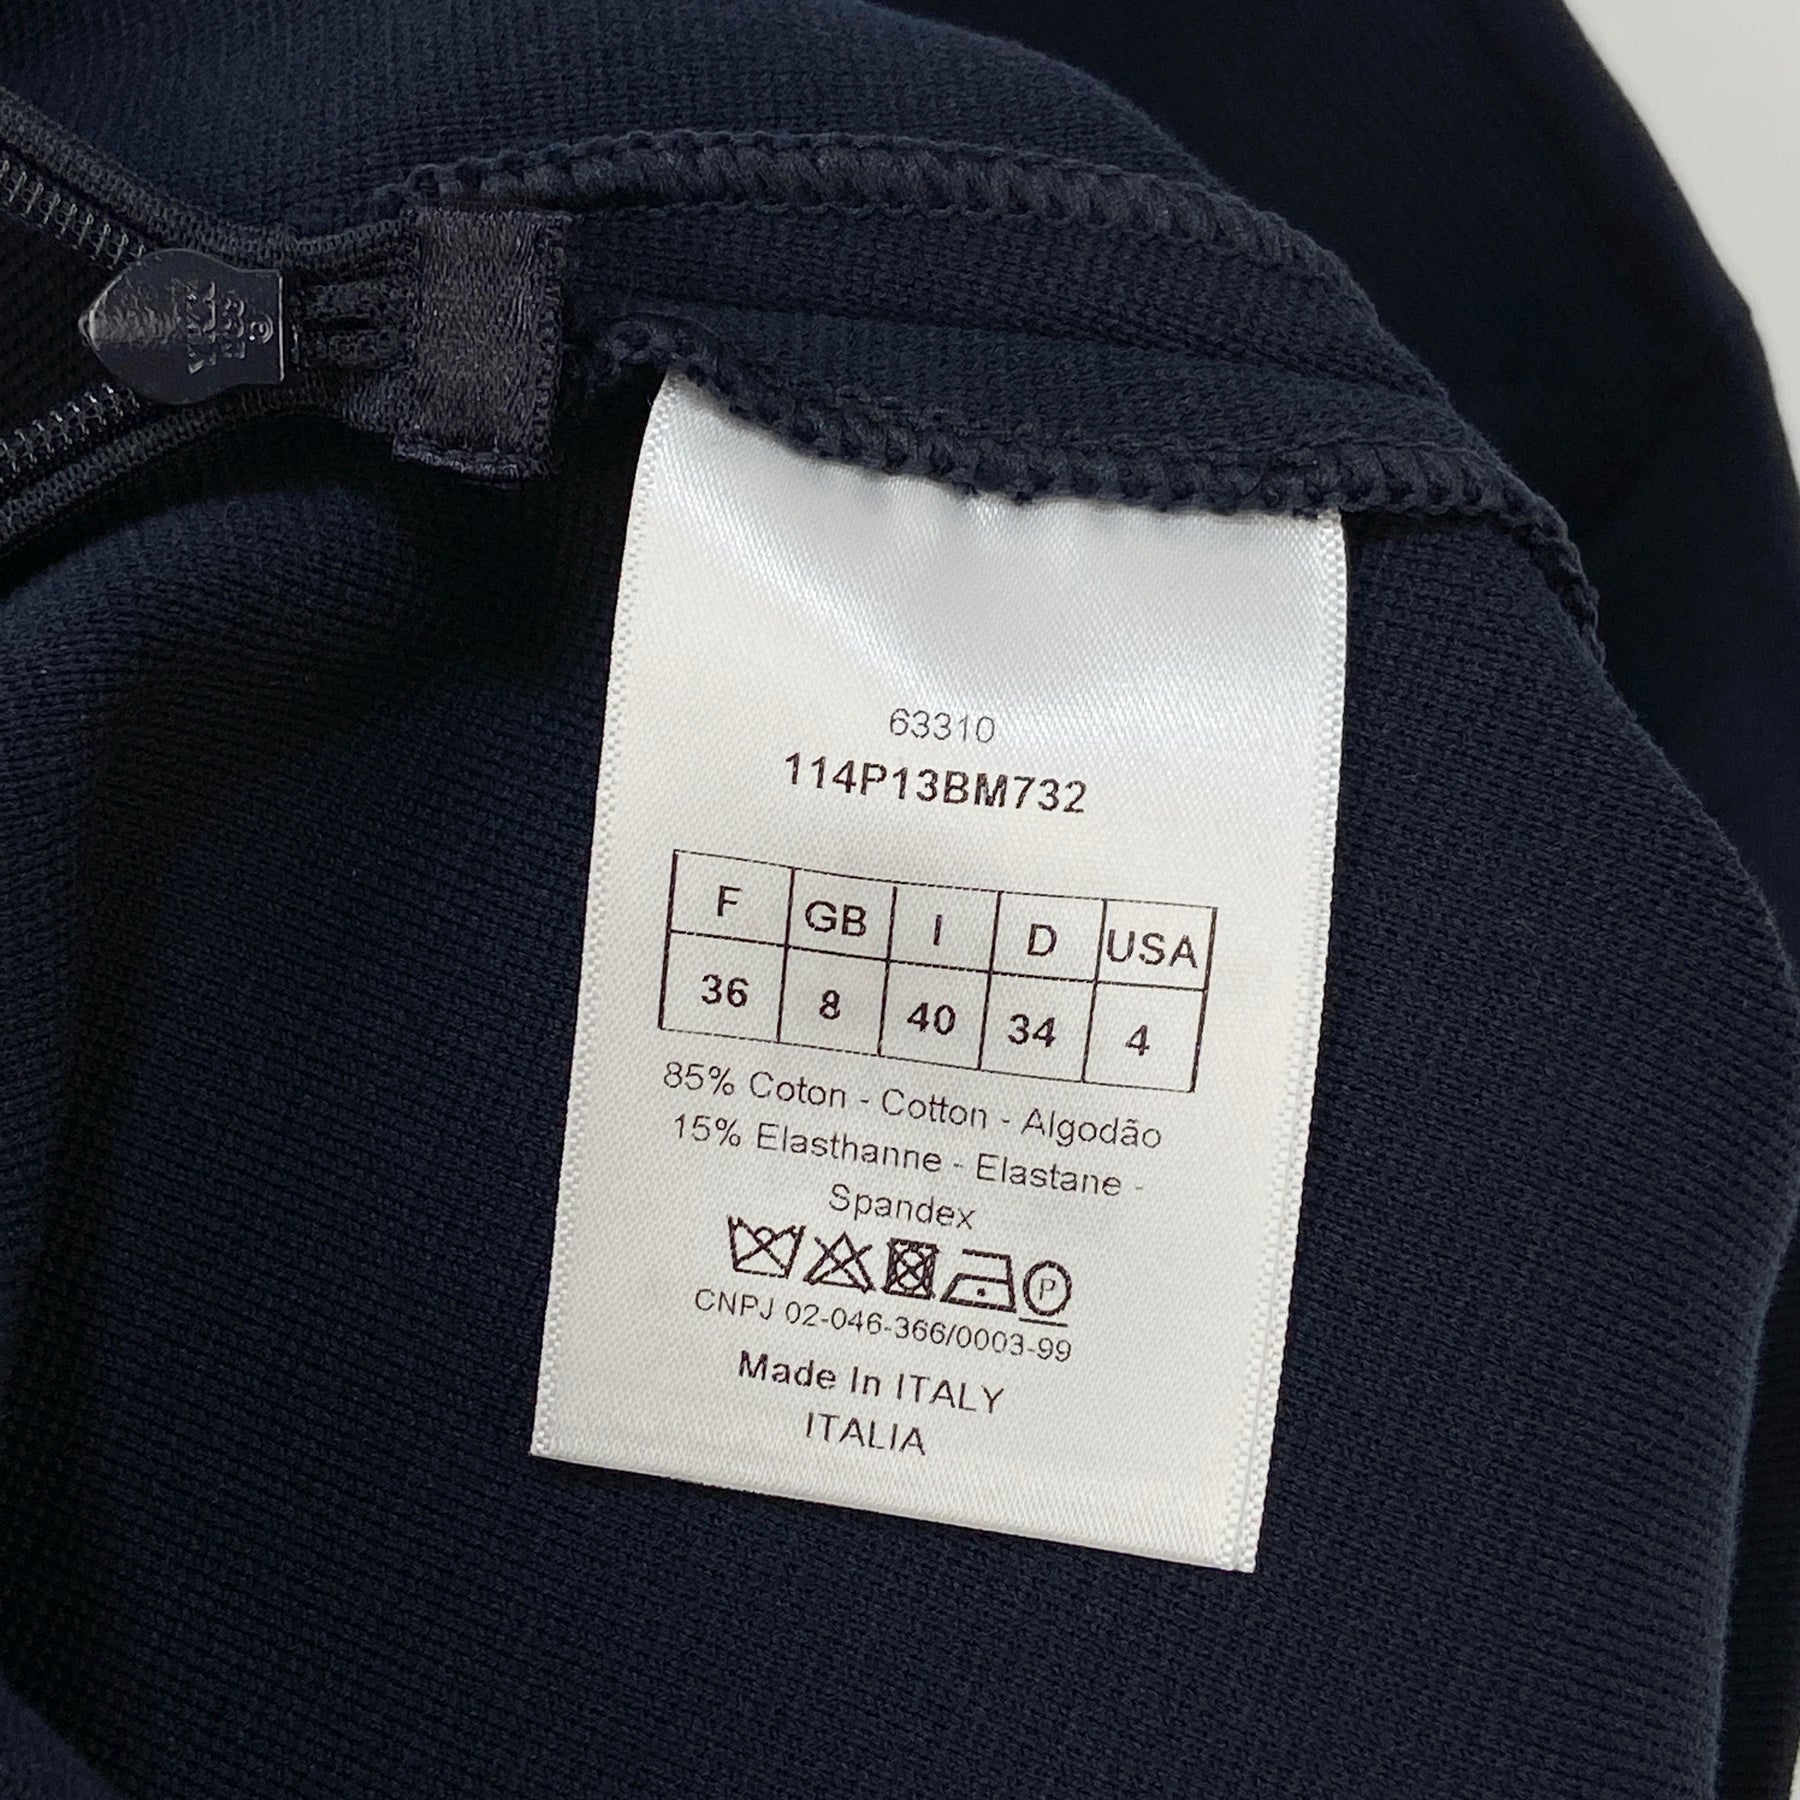 63310
114P13BM732
F GB I D USA
36 8 40 34 4
85% Coton - Cotton - Algodão
15% Elasthanne - Elastane -
Spandex
P
CNPJ 02-046-366/0003-99
Made In ITALY
ITALIA